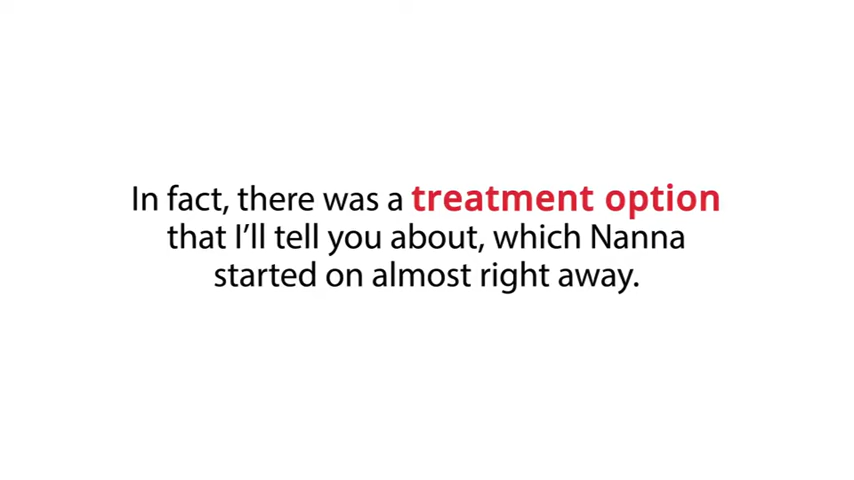 In fact, there was a treatment option
that I’ll tell you about, which Nanna
started on almost right away.